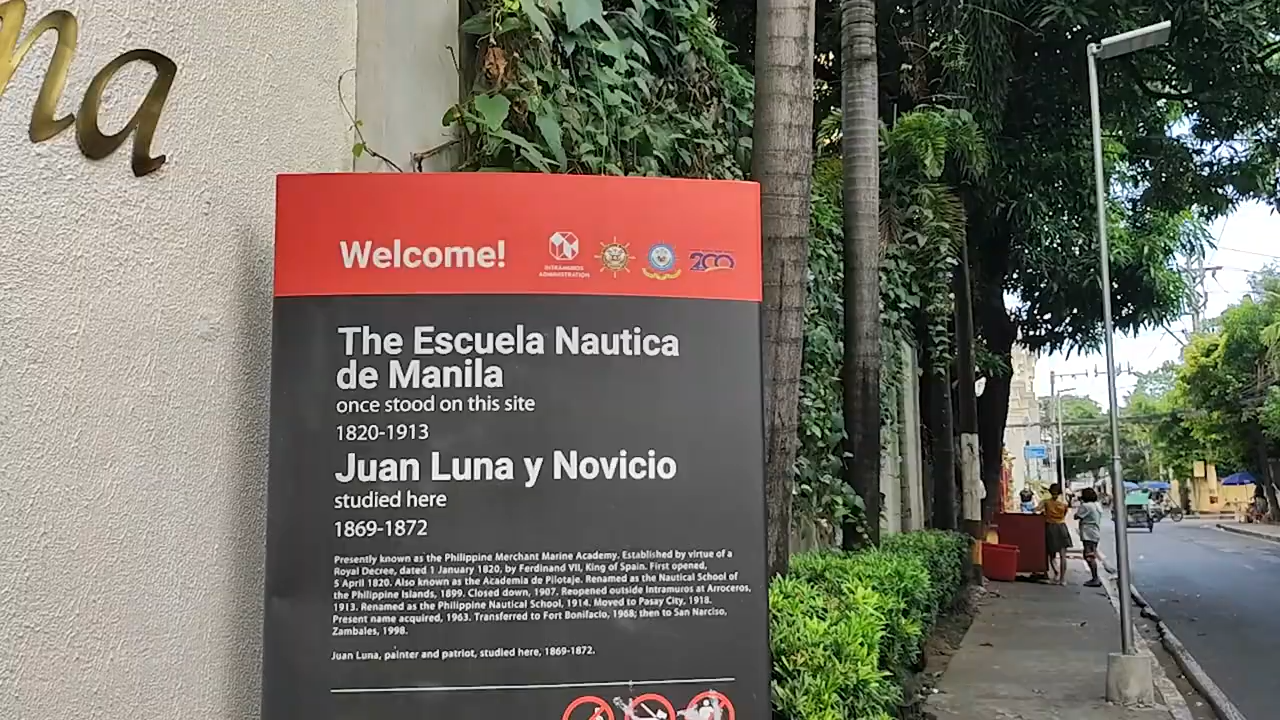 na
Welcome!
INTRAMUROS
ADMINISTRATION
200
The Escuela Nautica
de Manila
once stood on this site
1820-1913
Juan Luna y Novicio
studied here
1869-1872
Presently known as the Philippine Merchant Marine Academy. Established by virtue of a
Royal Decree, dated 1 January 1820, by Ferdinand VII, King of Spain. First opened,
5 April 1820. Also known as the Academia de Pilotaje. Renamed as the Nautical School of
the Philippine Islands, 1899. Closed down, 1907. Reopened outside Intramuros at Arroceros,
1913. Renamed as the Philippine Nautical School, 1914. Moved to Pasay City, 1918.
Present name acquired, 1963. Transferred to Fort Bonifacio, 1968; then to San Narciso,
Zambales, 1998.
Juan Luna, painter and patriot, studied here, 1869-1872.